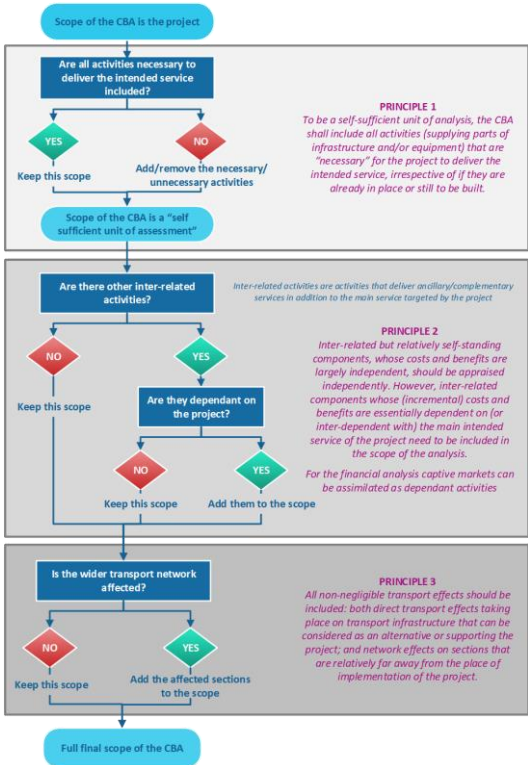 Scope of the CBA is the project
Are all activities necessary to
deliver the intended service
included?
YES
NO
Keep this scope
Add/remove the necessary/
unnecessary activities
PRINCIPLE 1
To be a self-sufficient unit of analysis, the CBA
shall include all activities (supplying parts of
infrastructure and/or equipment) that are
"necessary" for the project to deliver the
intended service, irrespective of if they are
already in place or still to be built.
Scope of the CBA is a "self
sufficient unit of assessment"
Are there other inter-related
activities?
Inter-related activities are activities that deliver ancillary/complementary
services in addition to the main service targeted by the project
NO
YES
Keep this scope
Are they dependant on
the project?
NO
YES
Keep this scope
Add them to the scope
PRINCIPLE 2
Inter-related but relatively self-standing
components, whose costs and benefits are
largely independent, should be appraised
independently. However, inter-related
components whose (incremental) costs and
benefits are essentially dependent on (or
inter-dependent with) the main intended
service of the project need to be included in
the scope of the analysis.
For the financial analysis captive markets can
be assimilated as dependant activities
Is the wider transport network
affected?
NO
YES
Keep this scope
Add the affected sections
to the scope
PRINCIPLE 3
All non-negligible transport effects should be
included: both direct transport effects taking
place on transport infrastructure that can be
considered as an alternative or supporting the
project; and network effects on sections that
are relatively far away from the place of
implementation of the project.
Full final scope of the CBA